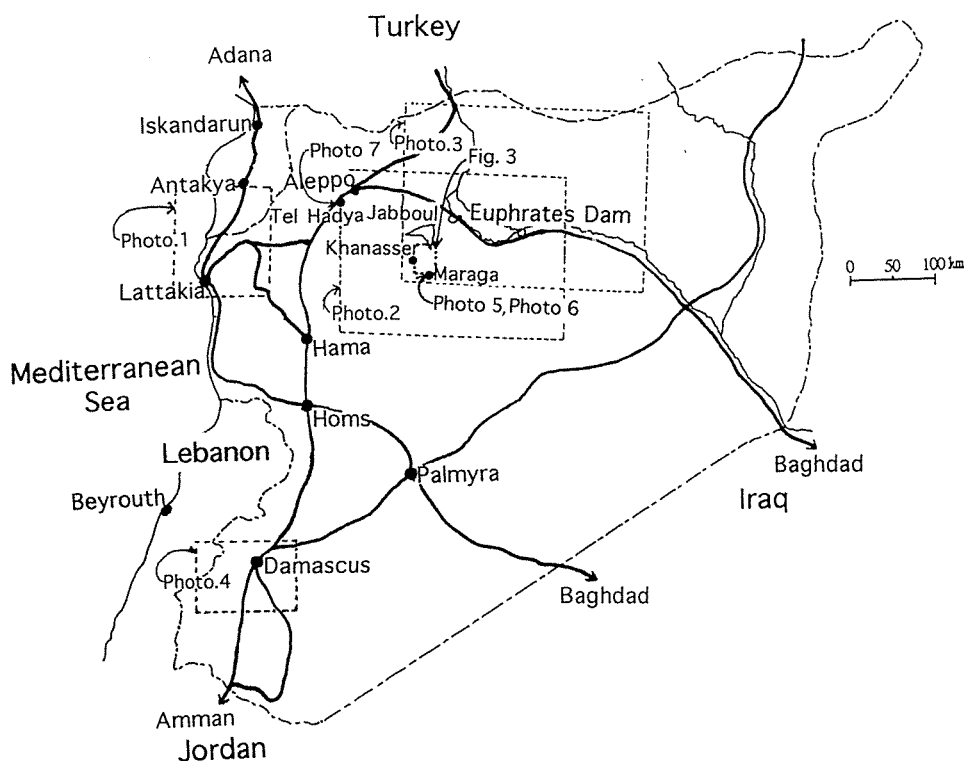 Turkey
Adana
Iskandarun
Photo.3
Photo 7
Fig. 3
Antakya
Aleppo
Tel Hadya
Jabboul
Euphrates Dam
Photo.1
Khanasser
Maraga
0 50 100 km
Lattakia
Photo.2
Photo 5, Photo 6
Hama
Mediterranean
Sea
Homs
Lebanon
Palmyra
Baghdad
Beyrouth
Iraq
Damascus
Photo.4
Baghdad
Amman
Jordan